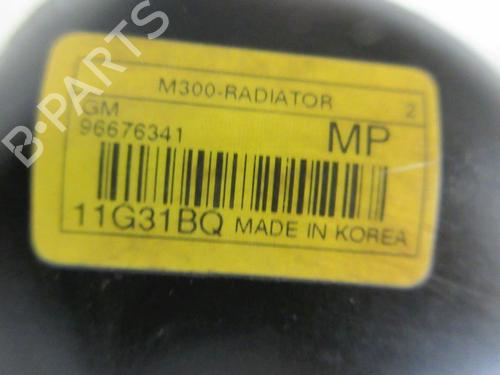 M300-RADIATOR 2
GM
96676341 MP
11G31BQ MADE IN KOREA
B-PARTS